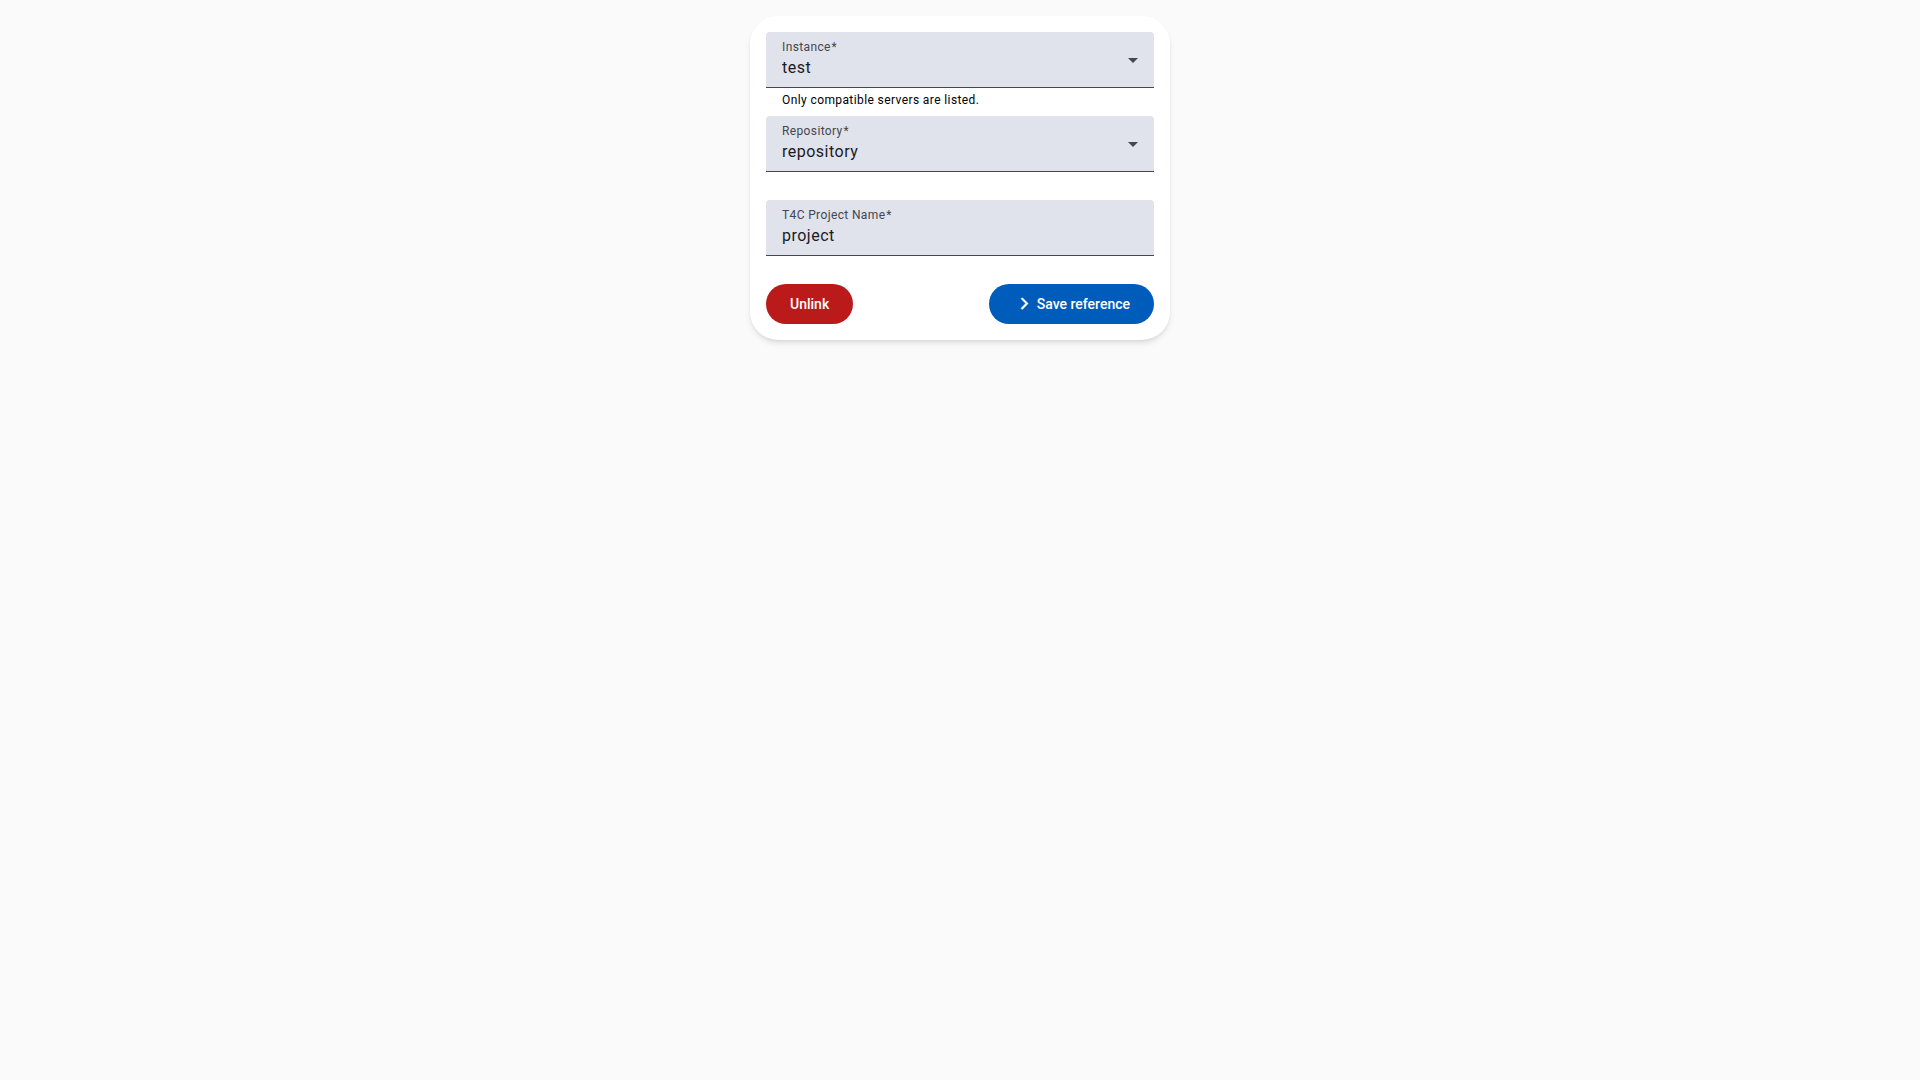 Instance*
test
Only compatible servers are listed.
Repository*
repository
T4C Project Name*
project
Unlink
Save reference